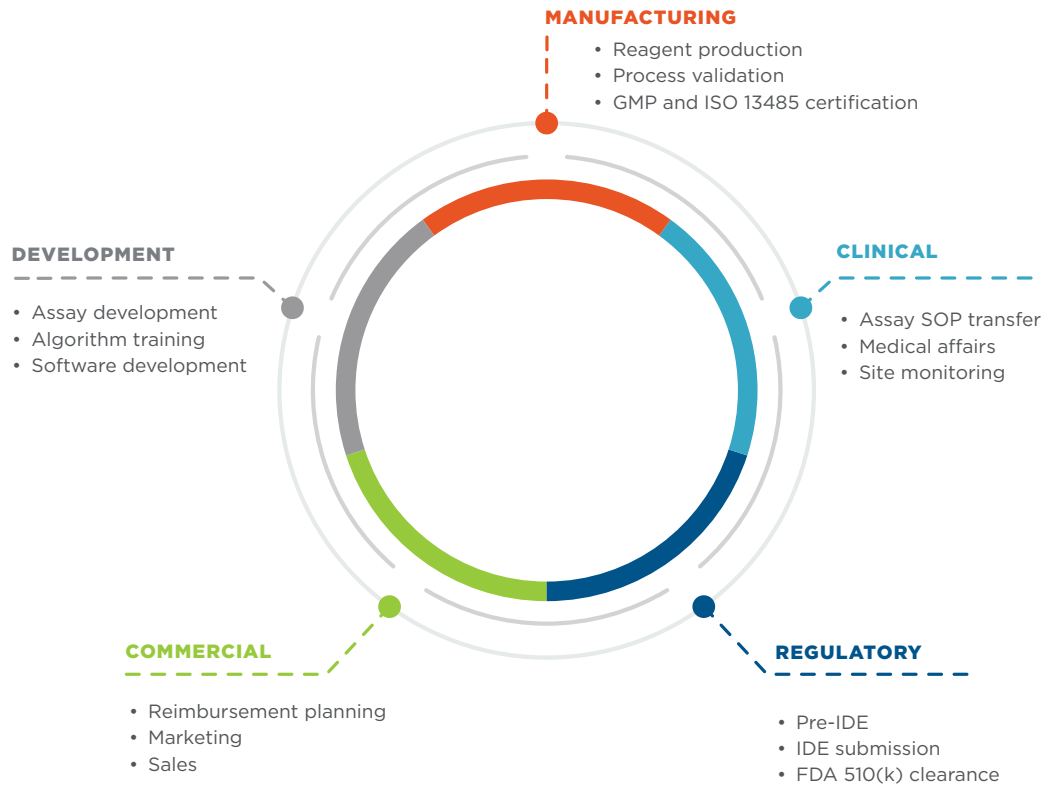 MANUFACTURING
• Reagent production
• Process validation
• GMP and ISO 13485 certification
DEVELOPMENT
• Assay development
• Algorithm training
• Software development
CLINICAL
• Assay SOP transfer
• Medical affairs
• Site monitoring
COMMERCIAL
• Reimbursement planning
• Marketing
• Sales
REGULATORY
• Pre-IDE
• IDE submission
• FDA 510(k) clearance